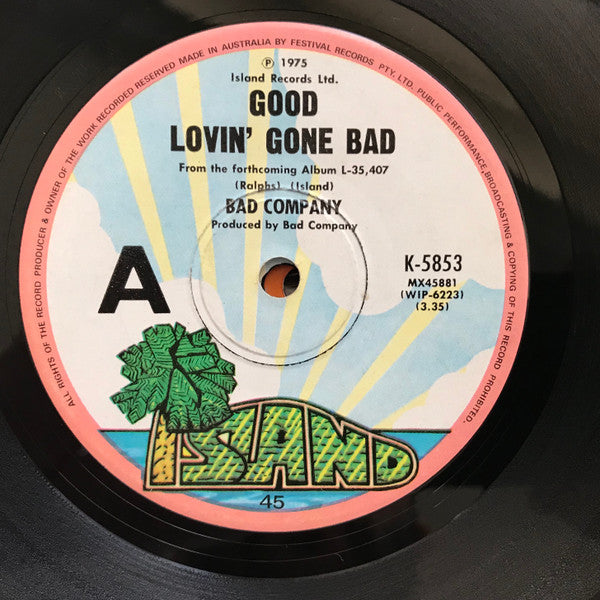 ALL RIGHTS OF THE RECORD PRODUCER & OWNER OF THE WORK RECORDED RESERVED MADE IN AUSTRALIA BY FESTIVAL RECORDS PTY. LTD. PUBLIC PERFORMANCE, BROADCASTING & COPYING OF THIS RECORD PROHIBITED.
℗ 1975
Island Records Ltd.
GOOD
LOVIN' GONE BAD
From the forthcoming Album L-35,407
(Ralphs) (Island)
BAD COMPANY
Produced by Bad Company
A
K-5853
MX45881
(WIP-6223)
(3.35)
ISLAND
45